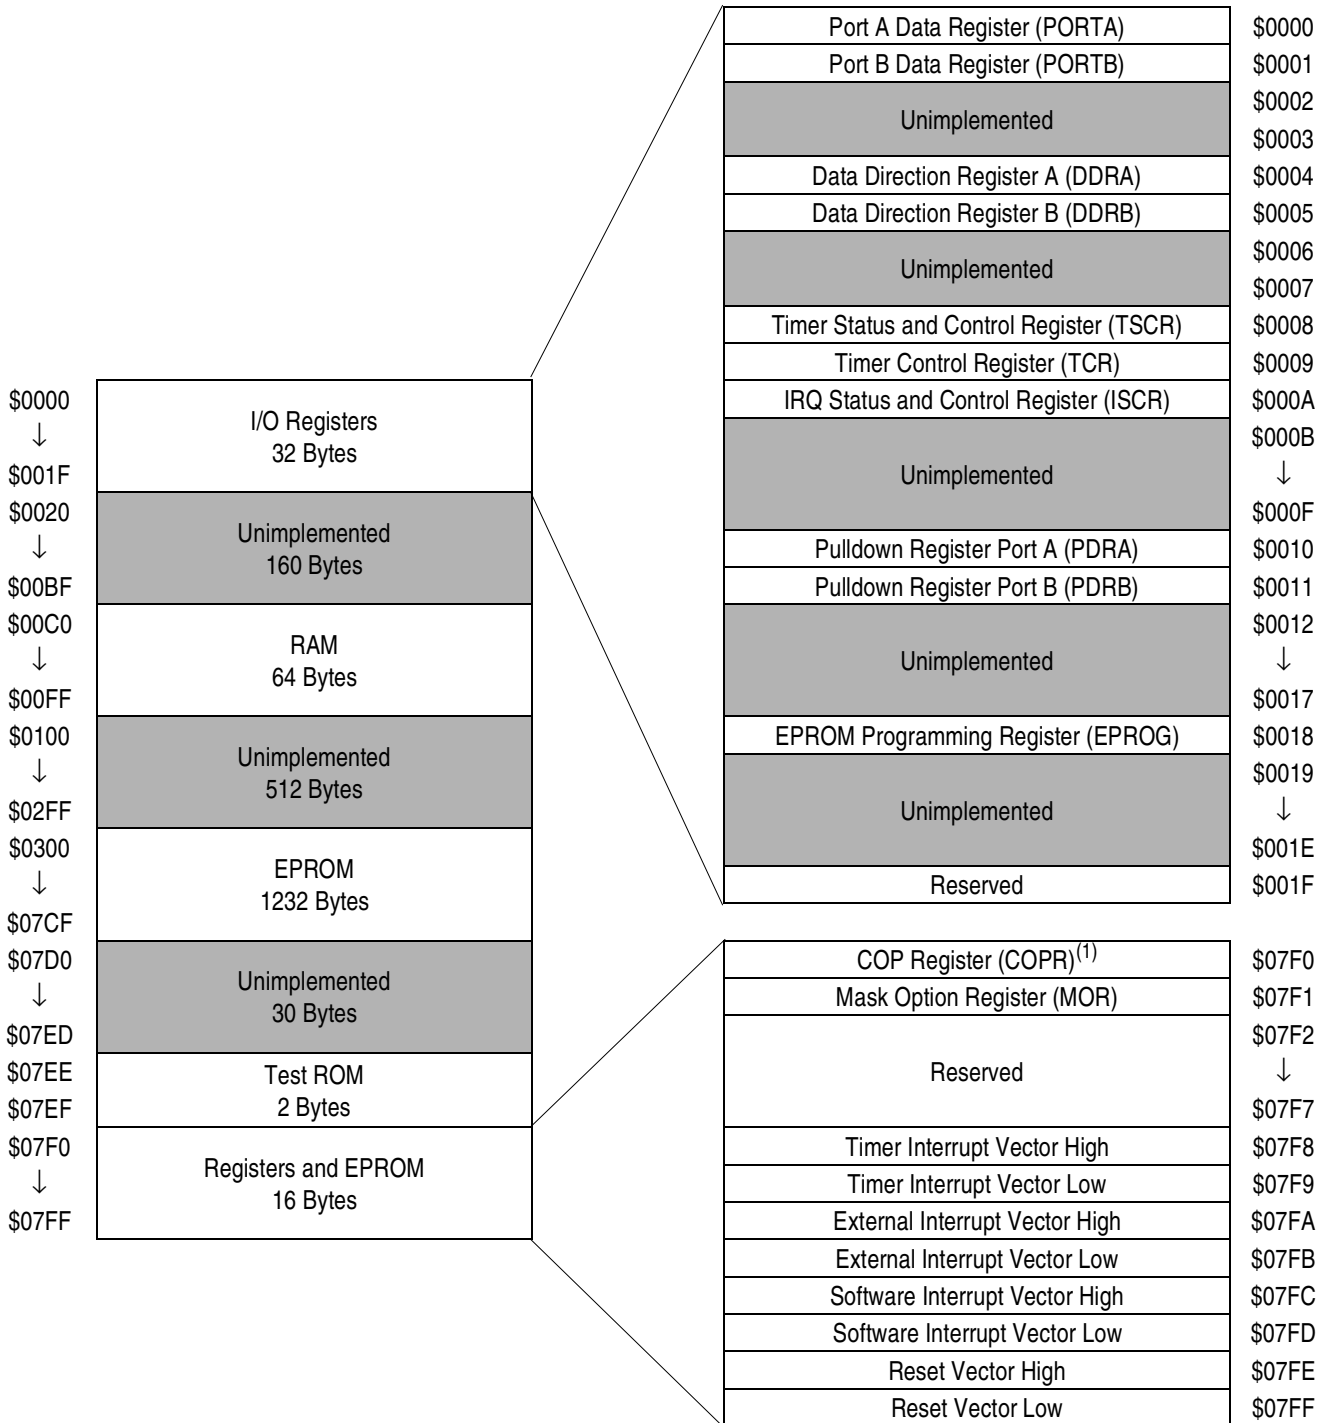 $0000
↓
$001F
I/O Registers
32 Bytes
$0020
↓
$00BF
Unimplemented
160 Bytes
$00C0
↓
$00FF
RAM
64 Bytes
$0100
↓
$02FF
Unimplemented
512 Bytes
$0300
↓
$07CF
EPROM
1232 Bytes
$07D0
↓
$07ED
Unimplemented
30 Bytes
$07EE
$07EF
Test ROM
2 Bytes
$07F0
↓
$07FF
Registers and EPROM
16 Bytes
Port A Data Register (PORTA) $0000
Port B Data Register (PORTB) $0001
Unimplemented
$0002
$0003
Data Direction Register A (DDRA) $0004
Data Direction Register B (DDRB) $0005
Unimplemented
$0006
$0007
Timer Status and Control Register (TSCR) $0008
Timer Control Register (TCR) $0009
IRQ Status and Control Register (ISCR) $000A
Unimplemented
$000B
↓
$000F
Pulldown Register Port A (PDRA) $0010
Pulldown Register Port B (PDRB) $0011
Unimplemented
$0012
↓
$0017
EPROM Programming Register (EPROG) $0018
Unimplemented
$0019
↓
$001E
Reserved $001F
COP Register (COPR)(1) $07F0
Mask Option Register (MOR) $07F1
Reserved
$07F2
↓
$07F7
Timer Interrupt Vector High $07F8
Timer Interrupt Vector Low $07F9
External Interrupt Vector High $07FA
External Interrupt Vector Low $07FB
Software Interrupt Vector High $07FC
Software Interrupt Vector Low $07FD
Reset Vector High $07FE
Reset Vector Low $07FF